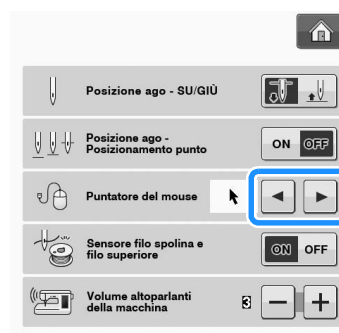 Posizione ago - SU/GIÙ
Posizione ago -
Posizionamento punto
ON OFF
Puntatore del mouse
Sensore filo spolina e
filo superiore
ON OFF
Volume altoparlanti
della macchina
3